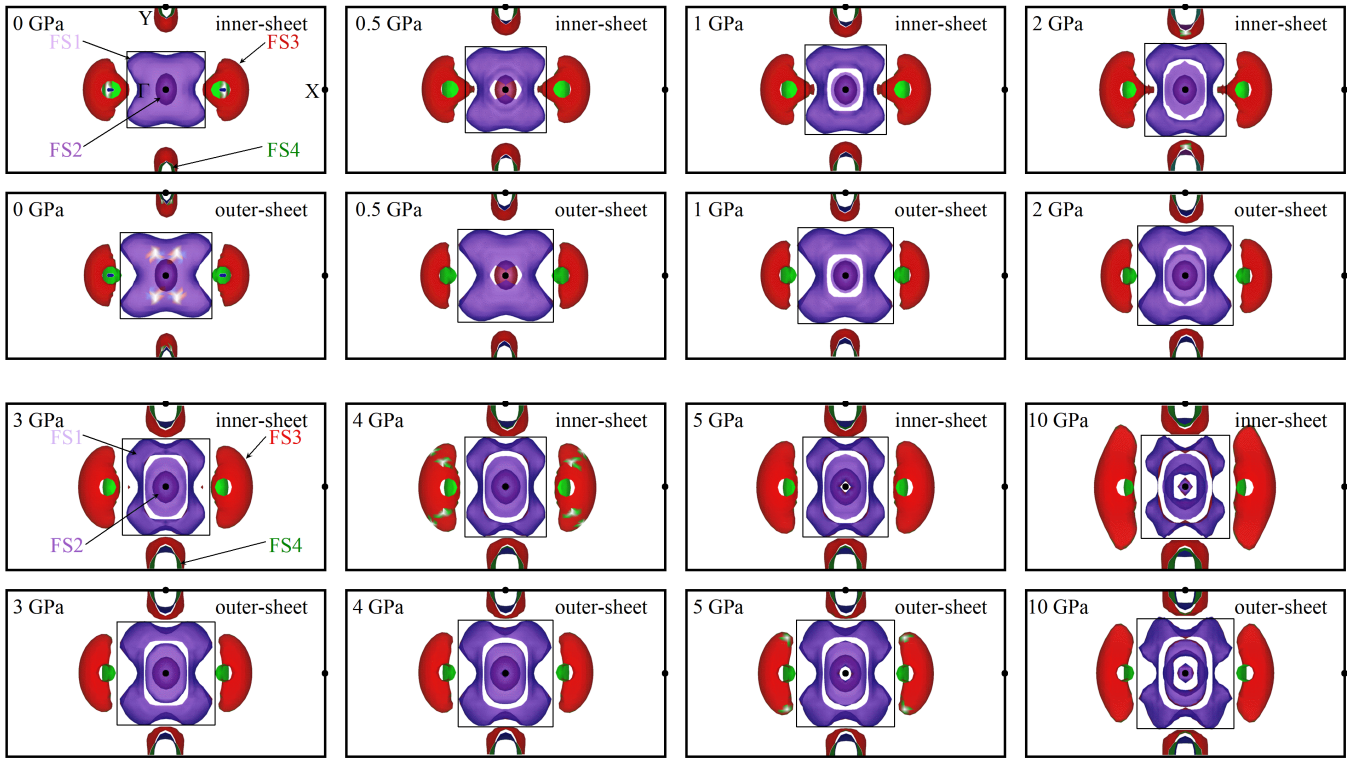 0 GPa Y inner-sheet
FS1 FS3
Γ X
FS2 FS4
0.5 GPa inner-sheet
1 GPa inner-sheet
2 GPa inner-sheet
0 GPa outer-sheet
0.5 GPa outer-sheet
1 GPa outer-sheet
2 GPa outer-sheet
3 GPa inner-sheet
FS1 FS3
FS2 FS4
4 GPa inner-sheet
5 GPa inner-sheet
10 GPa inner-sheet
3 GPa outer-sheet
4 GPa outer-sheet
5 GPa outer-sheet
10 GPa outer-sheet